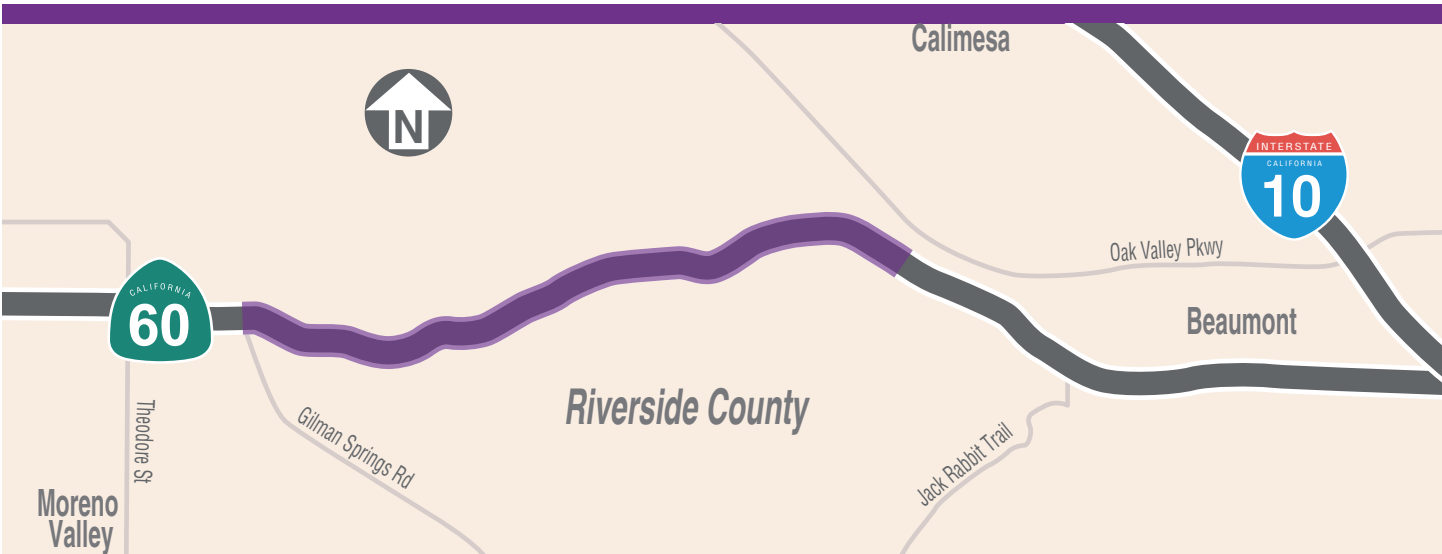 Calimesa
N
INTERSTATE
CALIFORNIA
10
Oak Valley Pkwy
CALIFORNIA
60
Beaumont
Riverside County
Theodore St
Gilman Springs Rd
Jack Rabbit Trail
Moreno
Valley